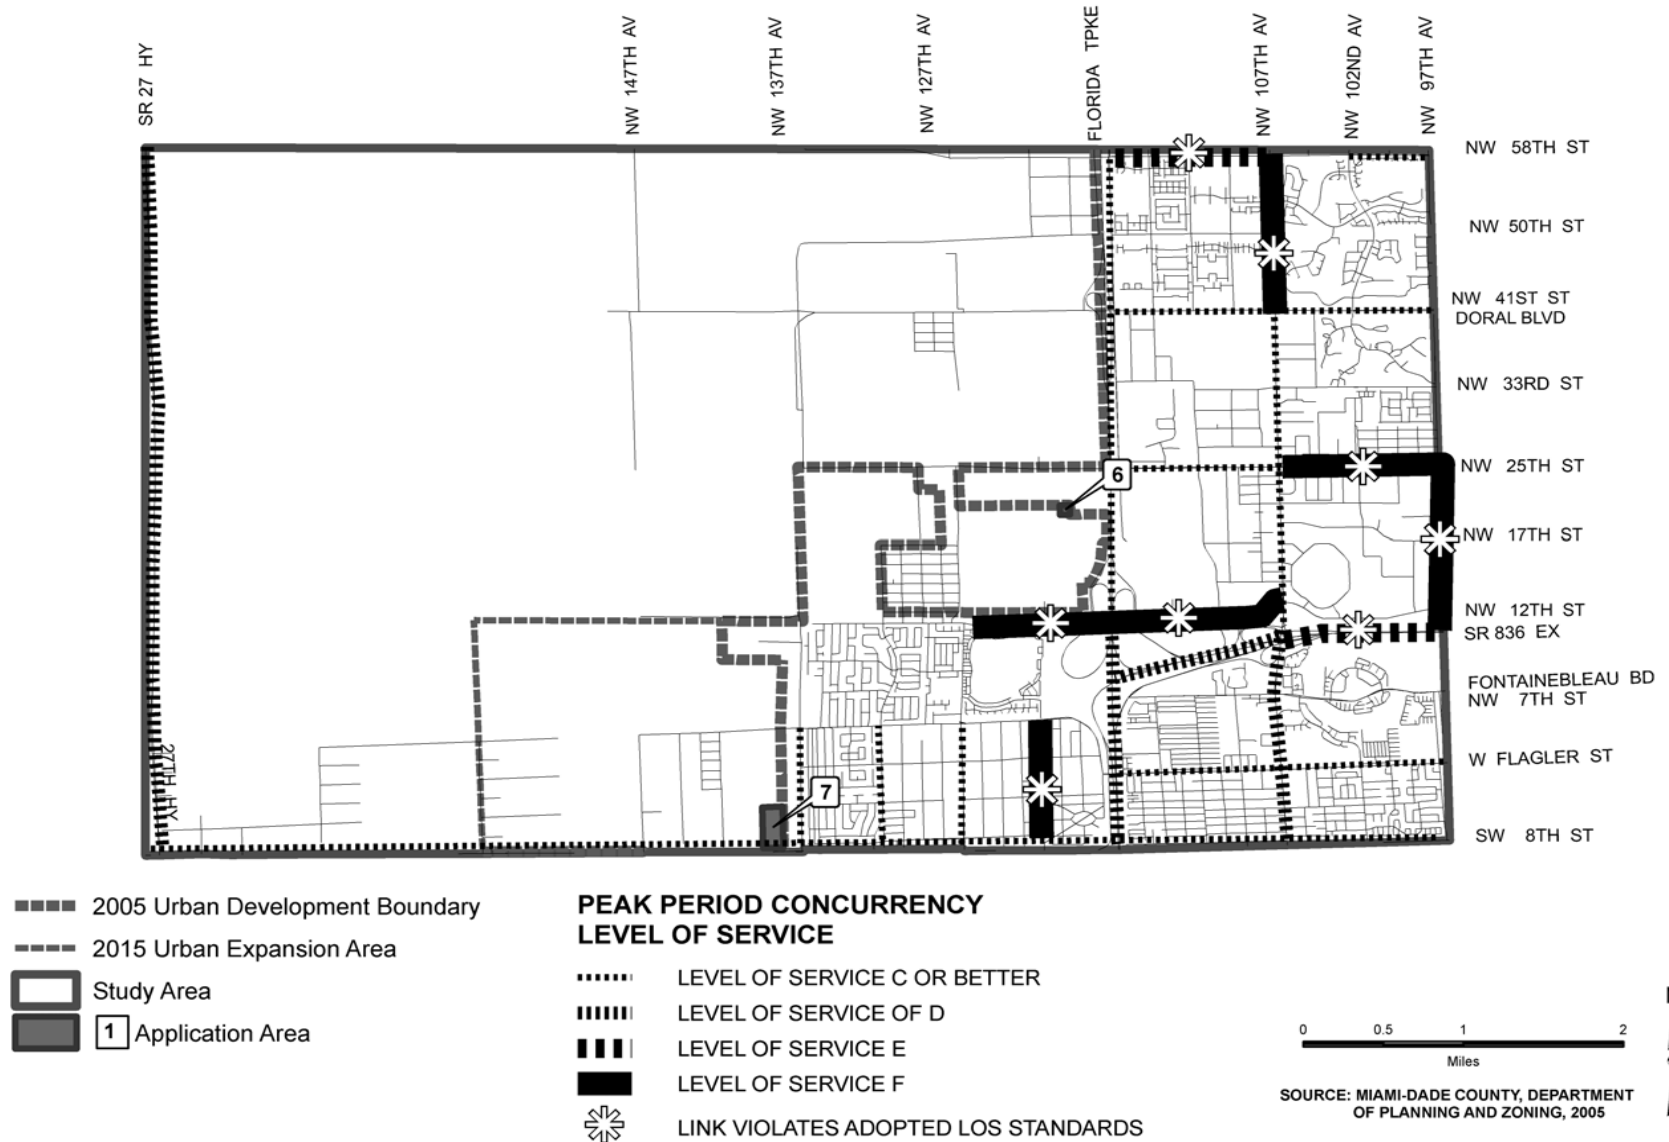 SR 27 HY
NW 147TH AV
NW 137TH AV
NW 127TH AV
FLORIDA TPKE
NW 107TH AV
NW 102ND AV
NW 97TH AV
NW 58TH ST
NW 50TH ST
NW 41ST ST
DORAL BLVD
NW 33RD ST
6
NW 25TH ST
NW 17TH ST
NW 12TH ST
SR 836 EX
FONTAINEBLEAU BD
NW 7TH ST
27TH HY
W FLAGLER ST
7
SW 8TH ST
2005 Urban Development Boundary
2015 Urban Expansion Area
Study Area
1 Application Area
PEAK PERIOD CONCURRENCY
LEVEL OF SERVICE
LEVEL OF SERVICE C OR BETTER
LEVEL OF SERVICE OF D
LEVEL OF SERVICE E
LEVEL OF SERVICE F
LINK VIOLATES ADOPTED LOS STANDARDS
0 0.5 1 2
Miles
SOURCE: MIAMI-DADE COUNTY, DEPARTMENT
OF PLANNING AND ZONING, 2005